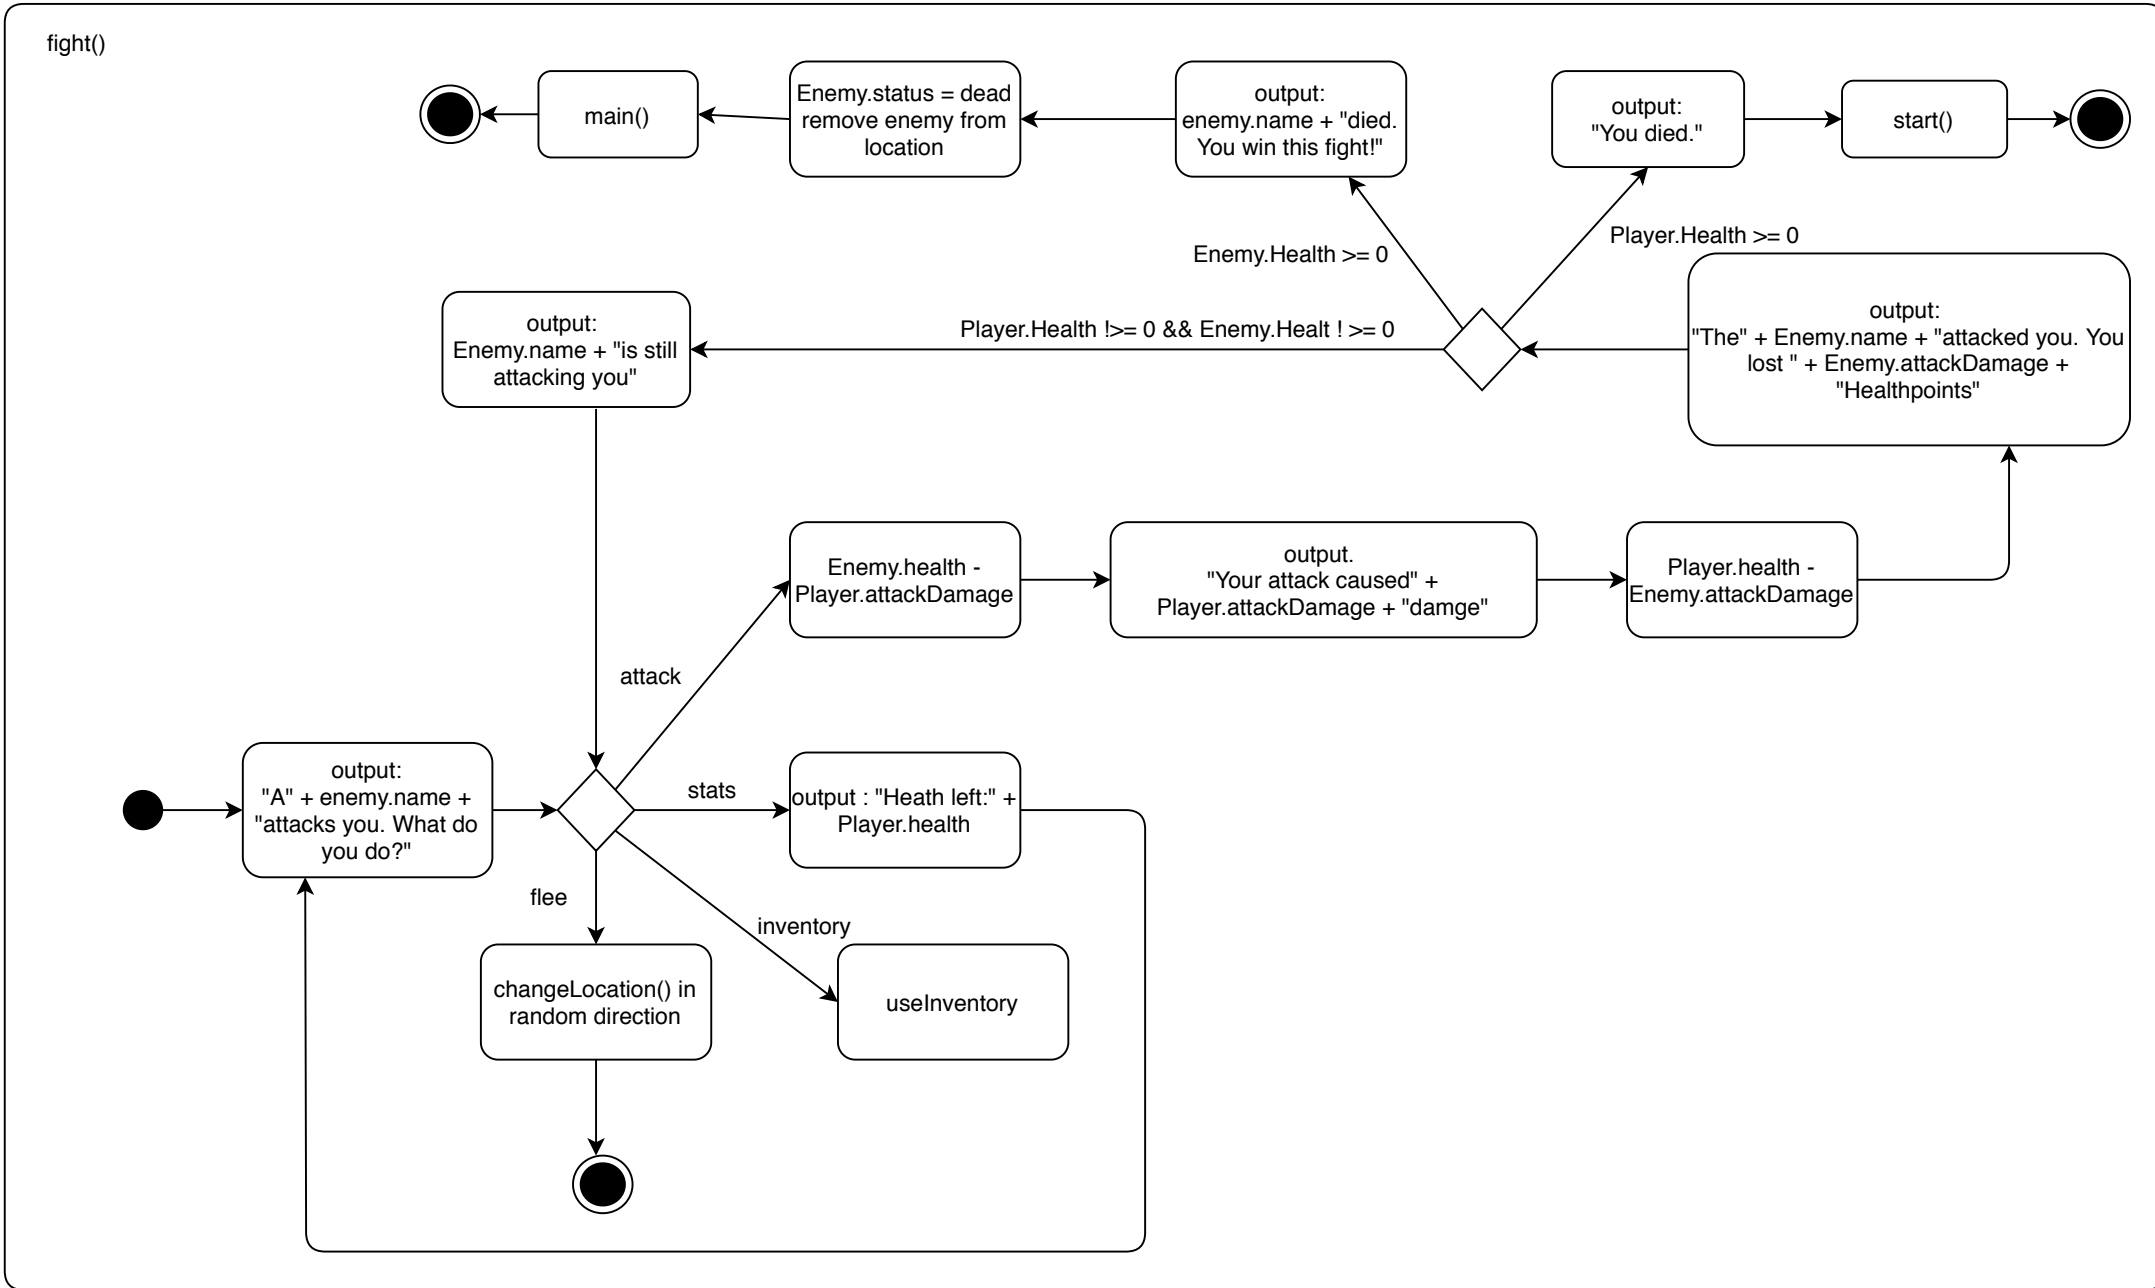 fight()
main()
Enemy.status = dead
remove enemy from
location
output:
enemy.name + "died.
You win this fight!"
output:
"You died."
start()
Enemy.Health >= 0
Player.Health >= 0
output:
Enemy.name + "is still
attacking you"
Player.Health !>= 0 && Enemy.Healt ! >= 0
output:
"The" + Enemy.name + "attacked you. You
lost " + Enemy.attackDamage +
"Healthpoints"
Enemy.health -
Player.attackDamage
output.
"Your attack caused" +
Player.attackDamage + "damge"
Player.health -
Enemy.attackDamage
attack
output:
"A" + enemy.name +
"attacks you. What do
you do?"
stats
output : "Heath left:" +
Player.health
flee
inventory
changeLocation() in
random direction
useInventory